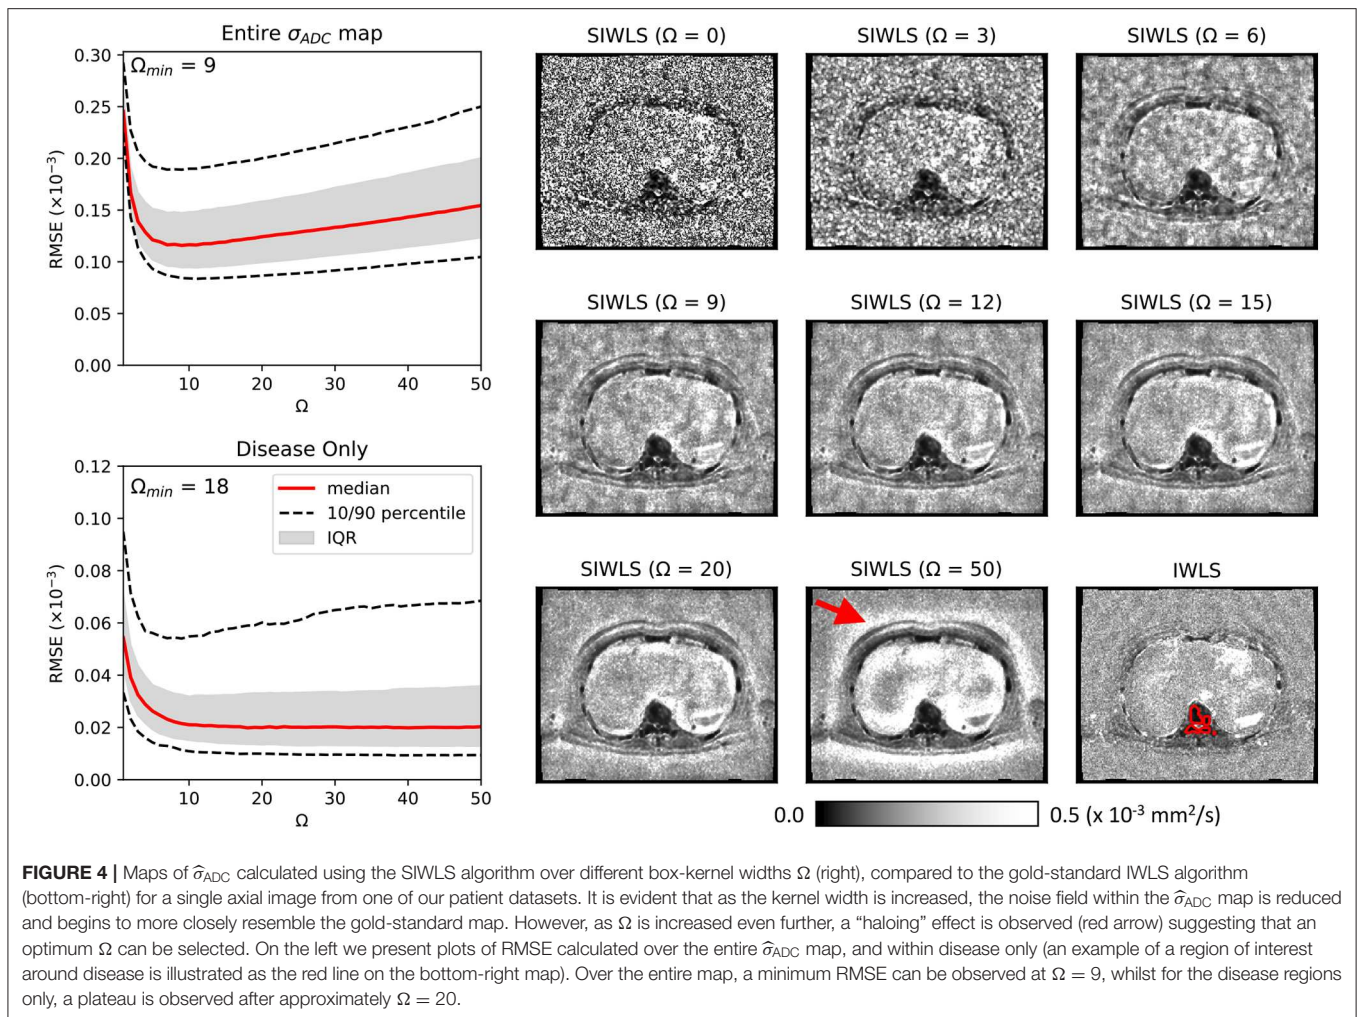 Entire σ_ADC map
Ω_min = 9
0.30
0.25
0.20
0.15
0.10
0.05
0.00
RMSE (×10⁻³)
10 20 30 40 50
Ω
Disease Only
Ω_min = 18
median
10/90 percentile
IQR
0.12
0.10
0.08
0.06
0.04
0.02
0.00
RMSE (×10⁻³)
10 20 30 40 50
Ω
SIWLS (Ω = 0) SIWLS (Ω = 3) SIWLS (Ω = 6)
SIWLS (Ω = 9) SIWLS (Ω = 12) SIWLS (Ω = 15)
SIWLS (Ω = 20) SIWLS (Ω = 50) IWLS
0.0 0.5 (x 10⁻³ mm²/s)
FIGURE 4 | Maps of σ̂_ADC calculated using the SIWLS algorithm over different box-kernel widths Ω (right), compared to the gold-standard IWLS algorithm
(bottom-right) for a single axial image from one of our patient datasets. It is evident that as the kernel width is increased, the noise field within the σ̂_ADC map is reduced
and begins to more closely resemble the gold-standard map. However, as Ω is increased even further, a “haloing” effect is observed (red arrow) suggesting that an
optimum Ω can be selected. On the left we present plots of RMSE calculated over the entire σ̂_ADC map, and within disease only (an example of a region of interest
around disease is illustrated as the red line on the bottom-right map). Over the entire map, a minimum RMSE can be observed at Ω = 9, whilst for the disease regions
only, a plateau is observed after approximately Ω = 20.